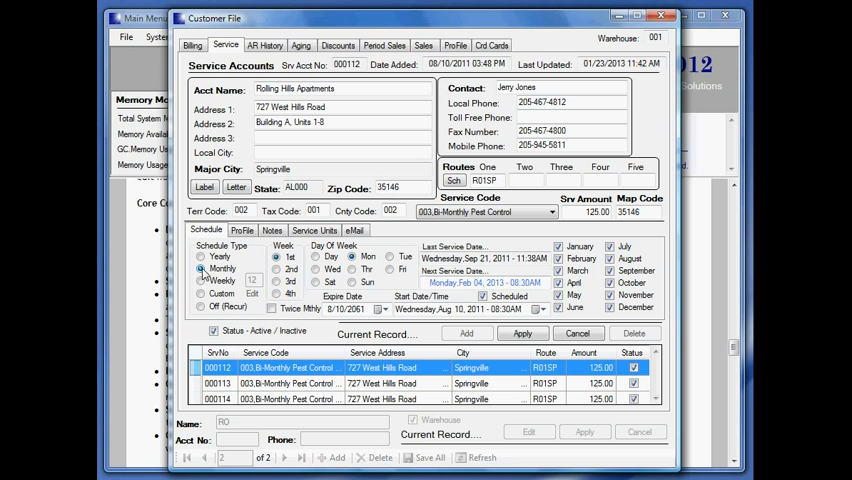 Main Menu
Customer File
File
System
2012
Solutions
Memory
Total System
Memory Available
GC.Memory Usage
Memory Usage
Warehouse: 001
Billing Service AR History Aging Discounts Period Sales Sales ProFile Crd Cards
Service Accounts Srv Acct No: 000112 Date Added: 08/10/2011 03:48 PM Last Updated: 01/23/2013 11:42 AM
Acct Name: Rolling Hills Apartments
Address 1: 727 West Hills Road
Address 2: Building A, Units 1-8
Address 3:
Local City:
Major City: Springville
Label Letter State: AL000 Zip Code: 35146
Contact: Jerry Jones
Local Phone: 205-467-4812
Toll Free Phone:
Fax Number: 205-467-4800
Mobile Phone: 205-945-5811
Routes One Two Three Four Five
Sch R01SP
Service Code Srv Amount Map Code
Terr Code: 002 Tax Code: 001 Cnty Code: 002 003,Bi-Monthly Pest Control 125.00 35146
Schedule ProFile Notes Service Units eMail
Schedule Type Week Day Of Week
Yearly 1st Day Mon Tue
Monthly 2nd Wed Thr Fri
Weekly 12 3rd Sat Sun
Custom Edit 4th
Off (Recur) Twice Mthly
Last Service Date...
Wednesday,Sep 21, 2011 - 11:38AM
Next Service Date...
Monday,Feb 04, 2013 - 08:30AM
Expire Date Start Date/Time Scheduled
8/10/2061 Wednesday,Aug 10, 2011 - 08:30AM
January July
February August
March September
April October
May November
June December
Status - Active / Inactive Current Record.... Add Apply Cancel Delete
SrvNo Service Code Service Address City Route Amount Status
000112 003,Bi-Monthly Pest Control ... 727 West Hills Road ... Springville R01SP 125.00
000113 003,Bi-Monthly Pest Control ... 727 West Hills Road ... Springville R01SP 125.00
000114 003,Bi-Monthly Pest Control ... 727 West Hills Road ... Springville R01SP 125.00
Name: RO Warehouse
Acct No: Phone: Current Record.... Edit Apply Cancel
2 of 2 Add Delete Save All Refresh